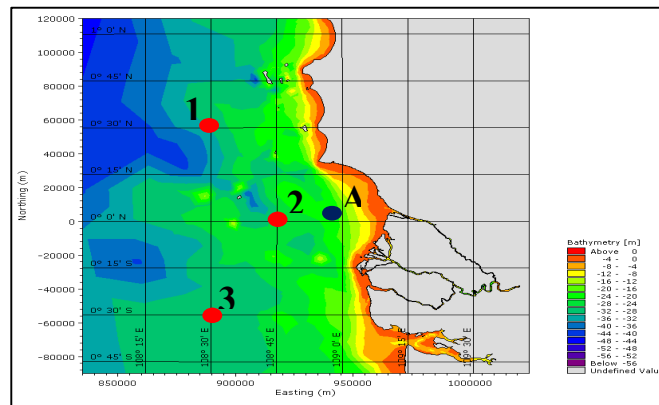 120000
100000
80000
60000
40000
20000
0
-20000
-40000
-60000
-80000
Northing (m)
1° 0' N
0° 45' N
0° 30' N
0° 15' N
0° 0' N
0° 15' S
0° 30' S
0° 45' S
1
2
A
3
108° 15' E
108° 30' E
108° 45' E
109° 0' E
109° 15' E
109° 30' E
850000
900000
950000
1000000
Easting (m)
Bathymetry [m]
Above 0
-4 - 0
-8 - -4
-12 - -8
-16 - -12
-20 - -16
-24 - -20
-28 - -24
-32 - -28
-36 - -32
-40 - -36
-44 - -40
-48 - -44
-52 - -48
-56 - -52
Below -56
Undefined Value